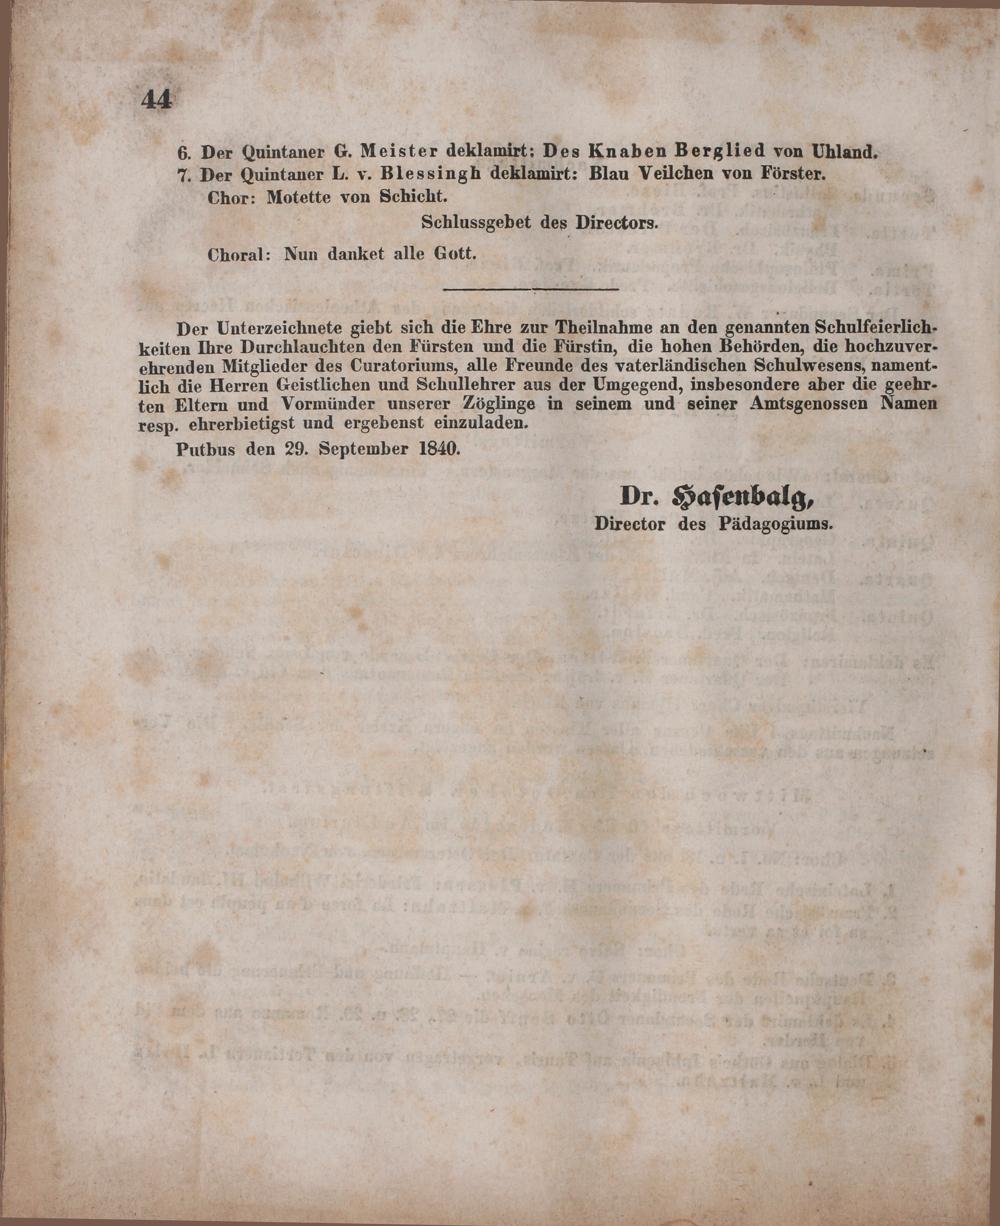 44
6. Der Quintaner G. Meister deklamirt: Des Knaben Berglied von Uhland.
7. Der Quintaner L. v. Blessingh deklamirt: Blau Veilchen von Förster.
Chor: Motette von Schicht.
Schlussgebet des Directors.
Choral: Nun danket alle Gott.
Der Unterzeichnete giebt sich die Ehre zur Theilnahme an den genannten Schulfeierlich-
keiten Ihre Durchlauchten den Fürsten und die Fürstin, die hohen Behörden, die hochzuver-
ehrenden Mitglieder des Curatoriums, alle Freunde des vaterländischen Schulwesens, nament-
lich die Herren Geistlichen und Schullehrer aus der Umgegend, insbesondere aber die geehr-
ten Eltern und Vormünder unserer Zöglinge in seinem und seiner Amtsgenossen Namen
resp. ehrerbietigst und ergebenst einzuladen.
Putbus den 29. September 1840.
Dr. Hasenbalg,
Director des Pädagogiums.